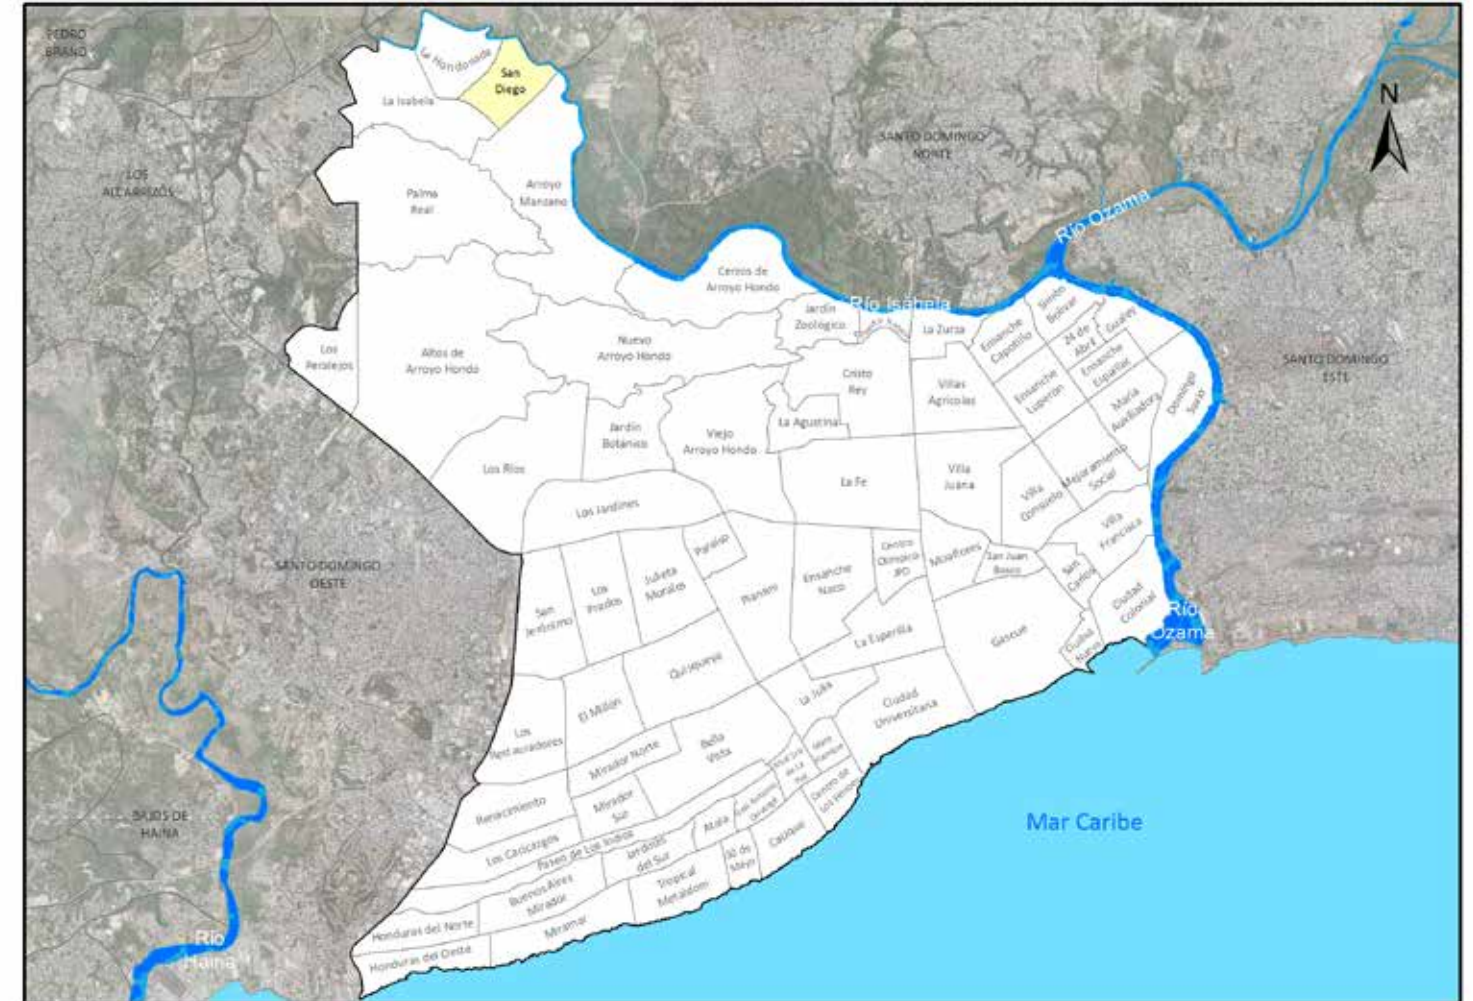 PEDRO
BRAND
La Hondonada
San
Diego
La Isabela
N
SANTO DOMINGO
NORTE
LOS
ALCARRIZOS
Palma
Real
Arroyo
Manzano
Río Ozama
Cerros de
Arroyo Hondo
Río Isabela
Jardín
Zoológico
La Zurza
Ensanche
Capotillo
Simón
Bolívar
24 de
Abril
Gualey
Los
Peralejos
Altos de
Arroyo Hondo
Nuevo
Arroyo Hondo
Cristo
Rey
Villas
Agrícolas
Ensanche
Luperon
Ensanche
Espaillat
María
Auxiliadora
Domingo
Savio
SANTO DOMINGO
ESTE
La Agustina
Los Ríos
Jardín
Botánico
Viejo
Arroyo Hondo
La Fe
Villa
Juana
Villa
Consuelo
Mejoramiento
Social
Villa
Francisca
Los Jardines
SANTO DOMINGO
OESTE
San
Jerónimo
Los
Prados
Julieta
Morales
Paraíso
Piantini
Ensanche
Naco
Centro
Olímpico
JPD
Miraflores
San Juan
Bosco
San
Carlos
Ciudad
Colonial
Río
Ozama
La Esperilla
Gascue
Ciudad
Nueva
Quisqueya
El Millón
La Julia
Ciudad
Universitaria
Los
Restauradores
Mirador Norte
Bella
Vista
Renacimiento
Mirador
Sur
Los Cacicazgos
Paseo de Los Indios
Jardines
del Sur
Atala
Cacique
30 de
Mayo
Tropical
Metaldom
Buenos Aires
Mirador
Miramar
Honduras del Norte
Honduras del Oeste
BAJOS DE
HAINA
Río
Haina
Mar Caribe